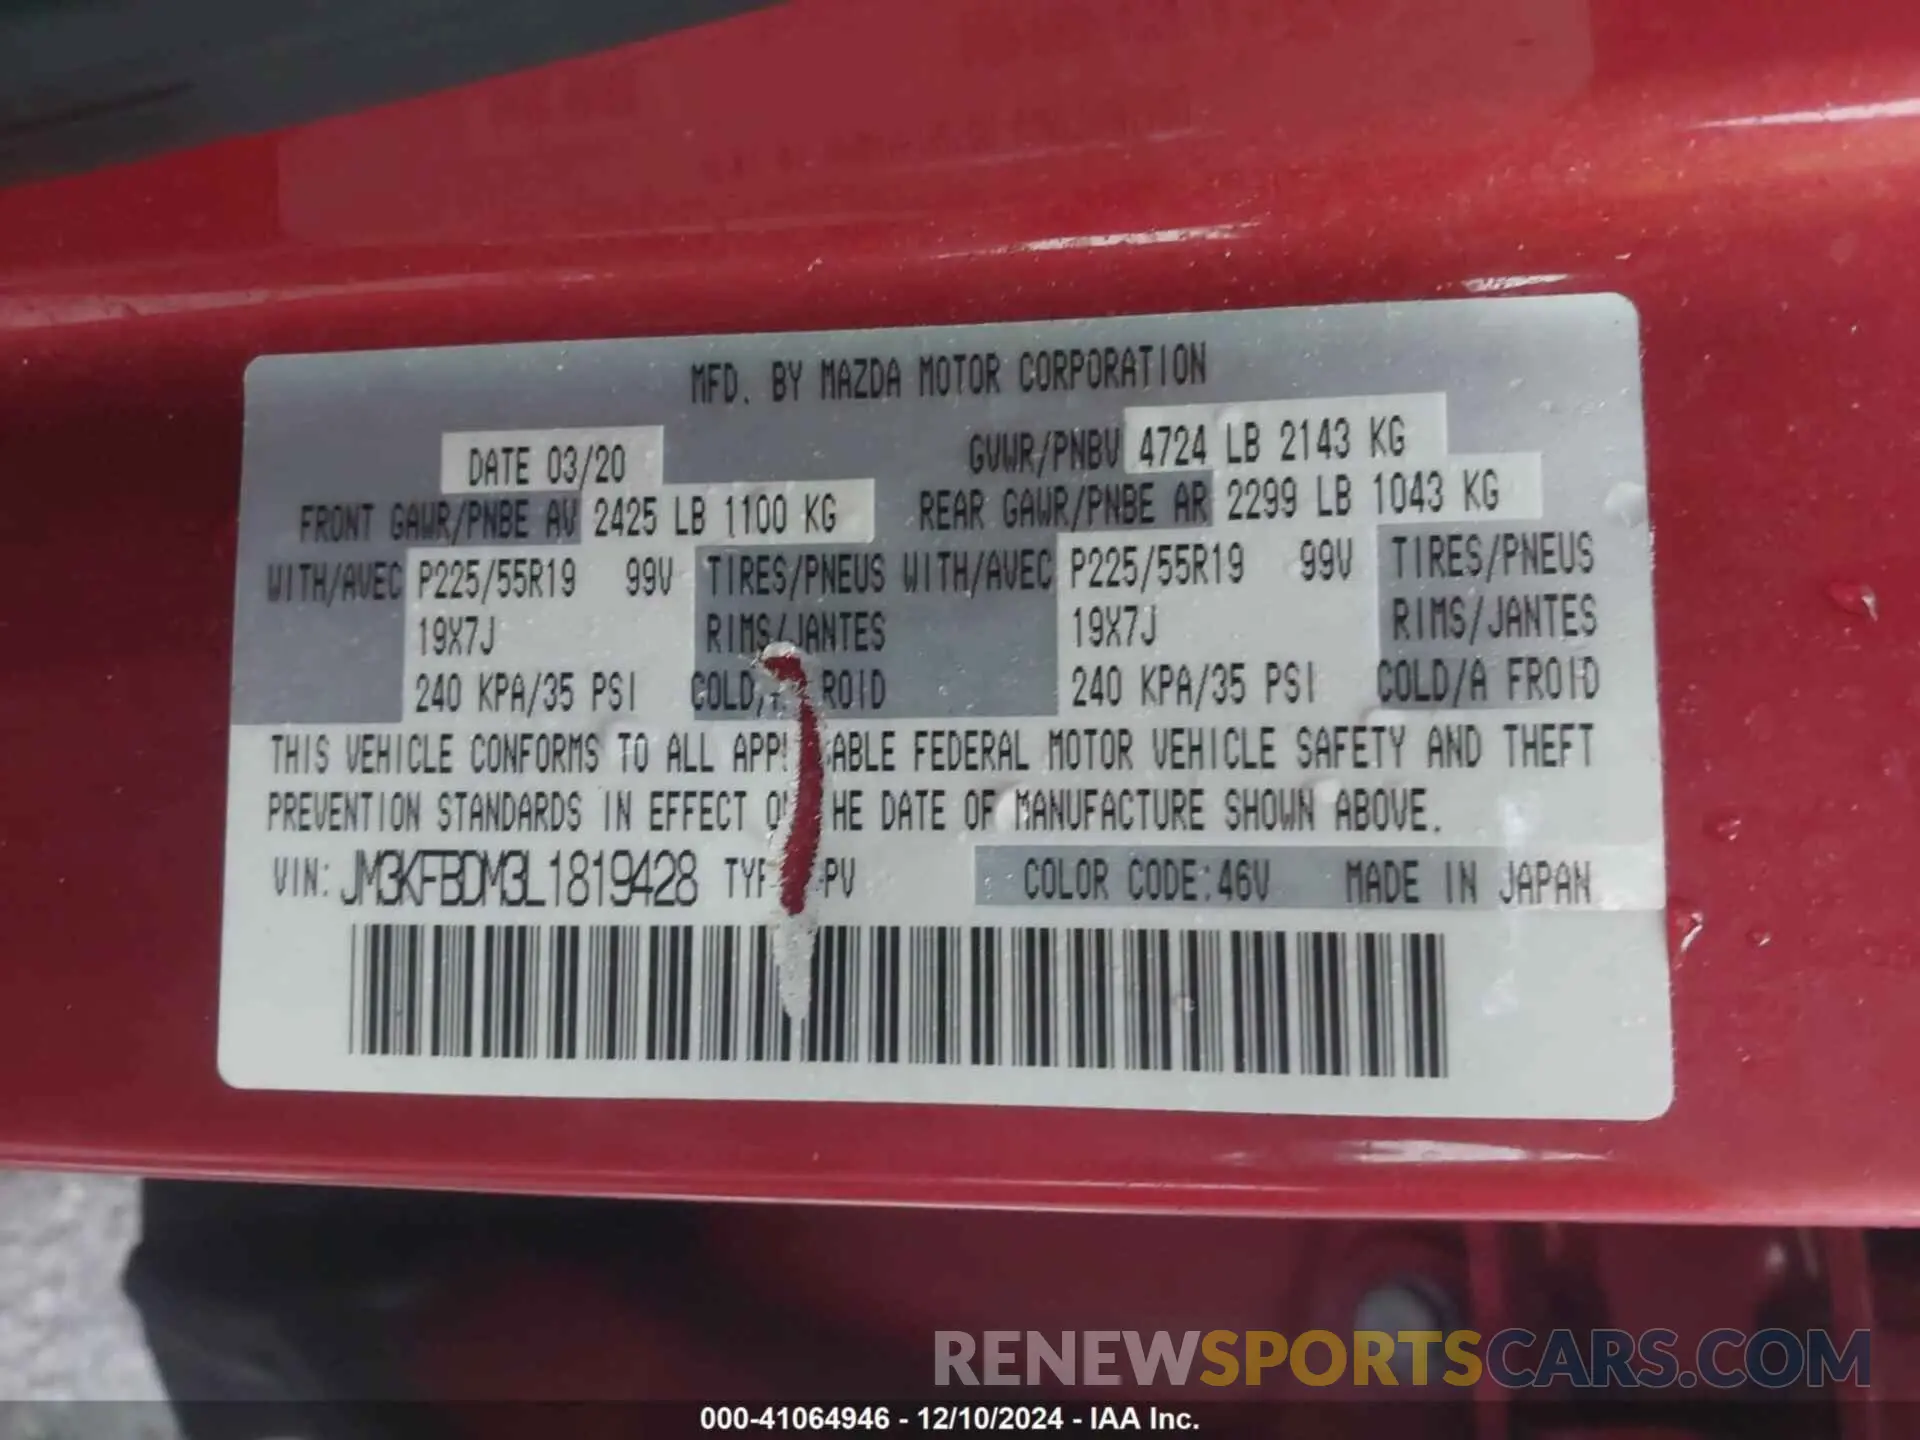 MFD. BY MAZDA MOTOR CORPORATION
DATE 03/20 GVWR/PNBV 4724 LB 2143 KG
FRONT GAWR/PNBE AV 2425 LB 1100 KG REAR GAWR/PNBE AR 2299 LB 1043 KG
WITH/AVEC P225/55R19 99V TIRES/PNEUS WITH/AVEC P225/55R19 99V TIRES/PNEUS
19X7J RIMS/JANTES 19X7J RIMS/JANTES
240 KPA/35 PSI COLD/ ROID 240 KPA/35 PSI COLD/A FROID
THIS VEHICLE CONFORMS TO ALL APP ABLE FEDERAL MOTOR VEHICLE SAFETY AND THEFT
PREVENTION STANDARDS IN EFFECT O HE DATE OF MANUFACTURE SHOWN ABOVE.
VIN: JM3KFBDM3L1819428 TYP PV COLOR CODE:46V MADE IN JAPAN
RENEWSPORTSCARS.COM
000-41064946 - 12/10/2024 - IAA Inc.